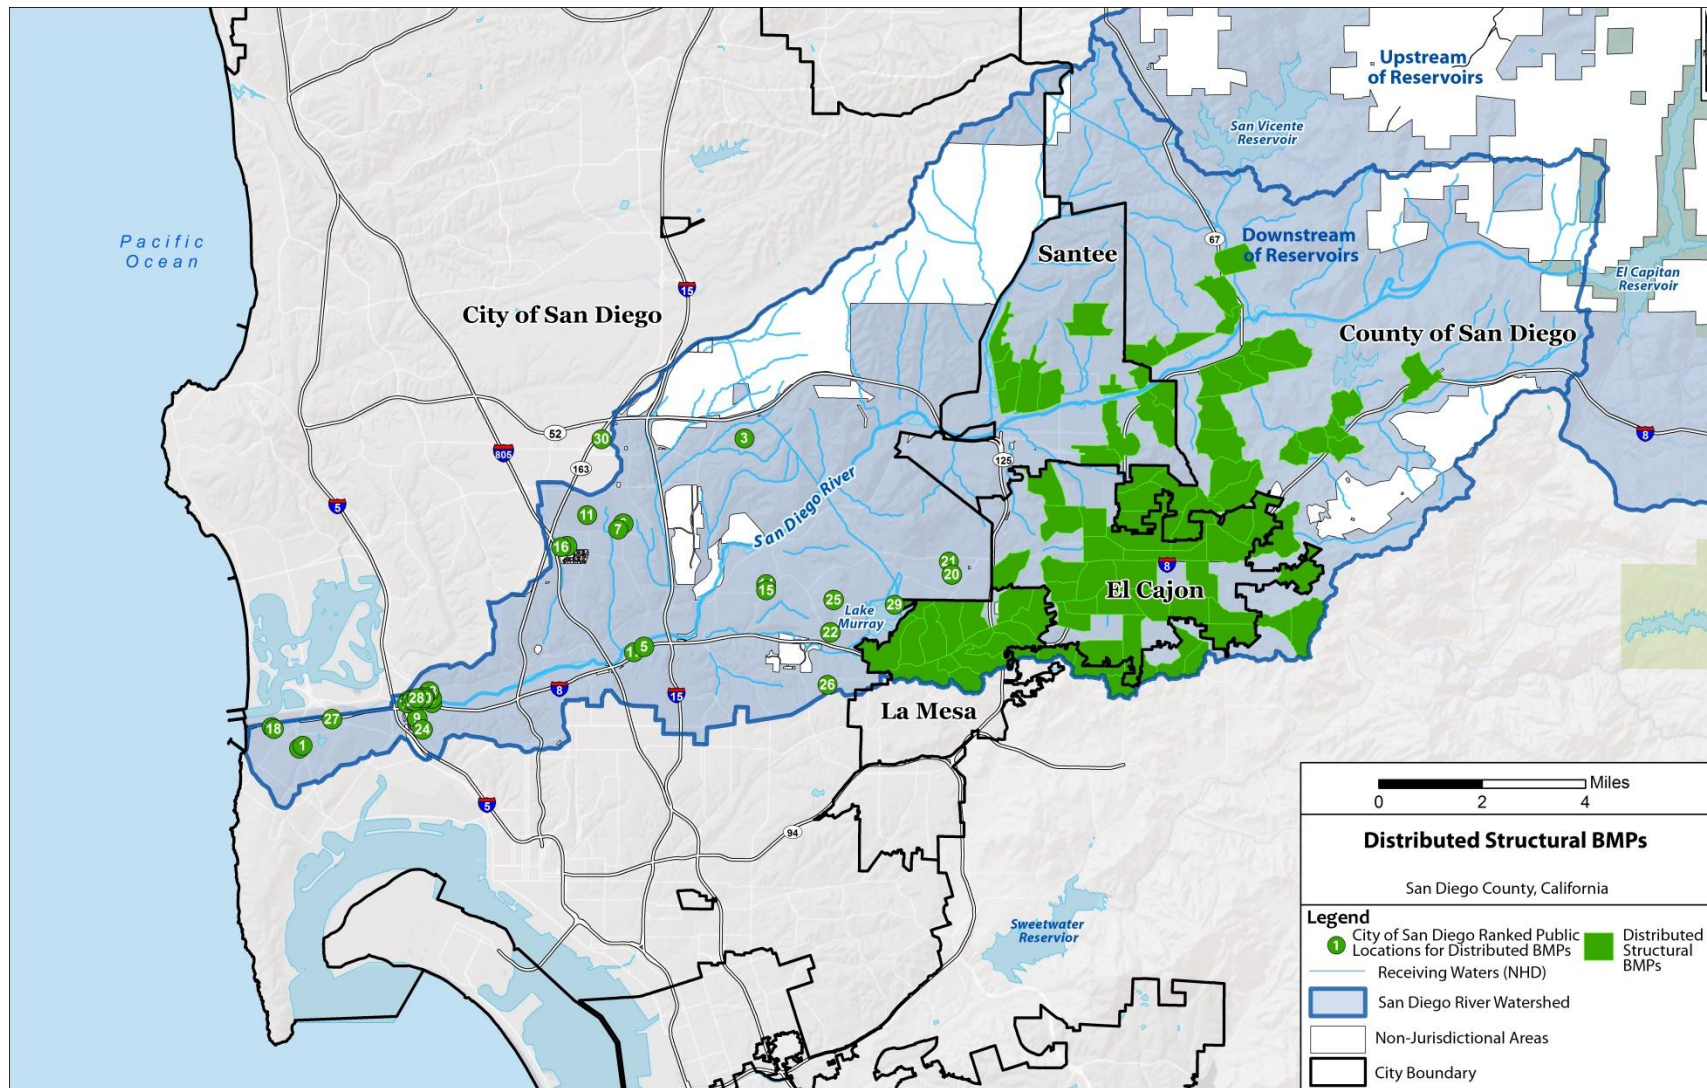 Upstream
of Reservoirs
San Vicente
Reservoir
Pacific
Ocean
67
Downstream
of Reservoirs
Santee
El Capitan
Reservoir
15
City of San Diego
County of San Diego
52
30
3
805
163
125
8
5
San Diego River
11
7
16
21
20
15
25
29
Lake
Murray
22
8
El Cajon
5
26
8
15
28
9
24
27
18
1
La Mesa
5
94
Sweetwater
Reservior
0 2 4 Miles
Distributed Structural BMPs
San Diego County, California
Legend
1 City of San Diego Ranked Public
Locations for Distributed BMPs
Distributed
Structural
BMPs
Receiving Waters (NHD)
San Diego River Watershed
Non-Jurisdictional Areas
City Boundary